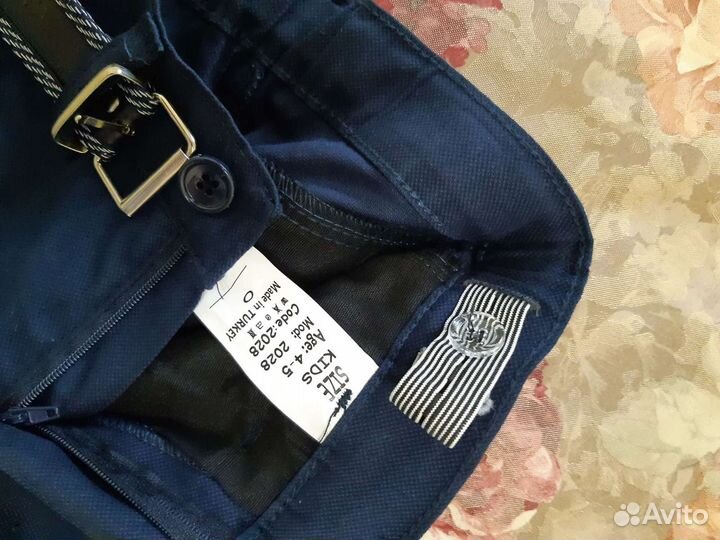 SIZE
KIDS
Age: 4-5
Mod: 2028
Code:2028
Made in TURKEY
Avito